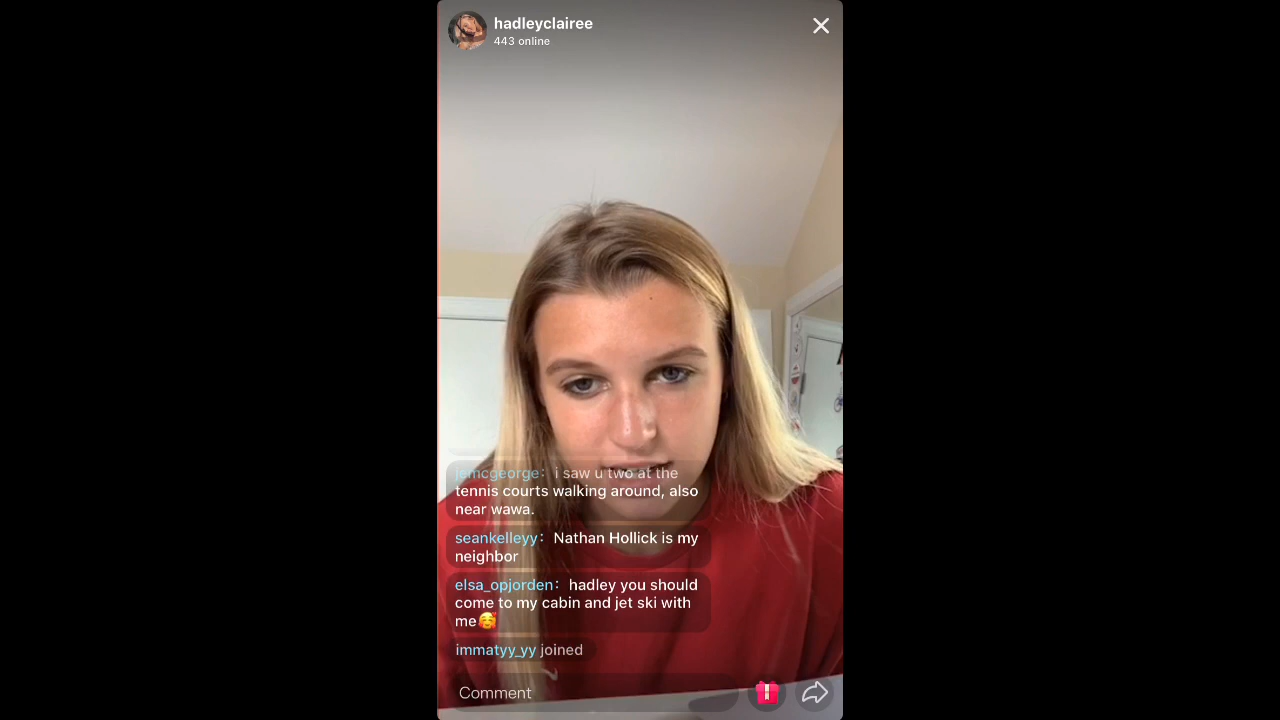 hadleyclairee
443 online
jemcgeorge: i saw u two at the
tennis courts walking around, also
near wawa.
seankelleyy: Nathan Hollick is my
neighbor
elsa_opjorden: hadley you should
come to my cabin and jet ski with
me🥰
immatyy_yy joined
Comment